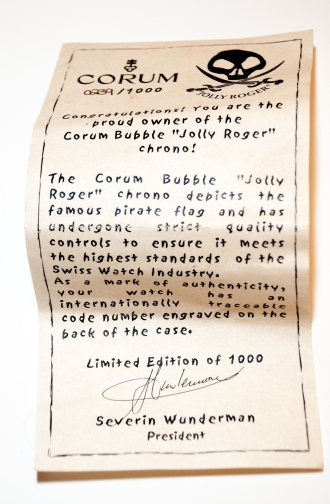 CORUM
/1000
JOLLY ROGER
Congratulations! You are the
proud owner of the
Corum Bubble "Jolly Roger"
chrono!
The Corum Bubble "Jolly
Roger" chrono depicts the
famous pirate flag and has
undergone strict quality
controls to ensure it meets
the highest standards of the
Swiss Watch Industry.
As a mark of authenticity,
your watch has an
internationally traceable
code number engraved on the
back of the case.
Limited Edition of 1000
Severin Wunderman
President